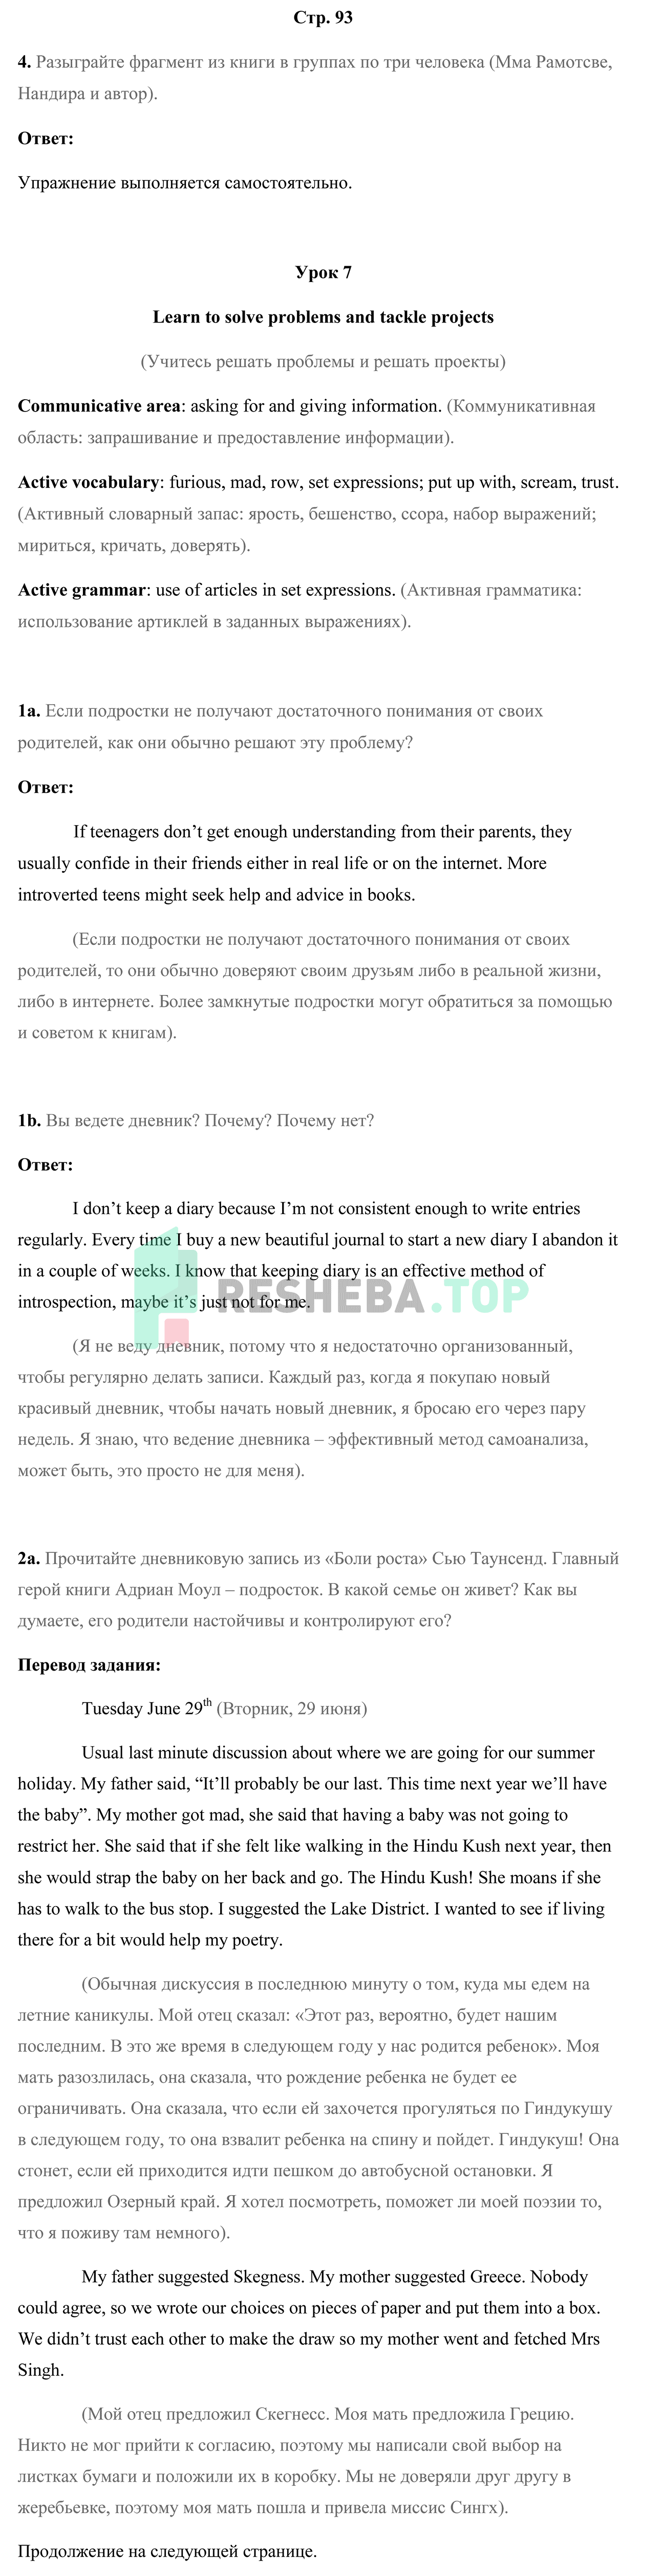 Стр. 93
4. Разыграйте фрагмент из книги в группах по три человека (Мма Рамотсве,
Нандира и автор).
Ответ:
Упражнение выполняется самостоятельно.
Урок 7
Learn to solve problems and tackle projects
(Учитесь решать проблемы и решать проекты)
Communicative area: asking for and giving information. (Коммуникативная
область: запрашивание и предоставление информации).
Active vocabulary: furious, mad, row, set expressions; put up with, scream, trust.
(Активный словарный запас: ярость, бешенство, ссора, набор выражений;
мириться, кричать, доверять).
Active grammar: use of articles in set expressions. (Активная грамматика:
использование артиклей в заданных выражениях).
1a. Если подростки не получают достаточного понимания от своих
родителей, как они обычно решают эту проблему?
Ответ:
If teenagers don’t get enough understanding from their parents, they
usually confide in their friends either in real life or on the internet. More
introverted teens might seek help and advice in books.
(Если подростки не получают достаточного понимания от своих
родителей, то они обычно доверяют своим друзьям либо в реальной жизни,
либо в интернете. Более замкнутые подростки могут обратиться за помощью
и советом к книгам).
1b. Вы ведете дневник? Почему? Почему нет?
Ответ:
I don’t keep a diary because I’m not consistent enough to write entries
regularly. Every time I buy a new beautiful journal to start a new diary I abandon it
in a couple of weeks. I know that keeping diary is an effective method of
introspection, maybe it’s just not for me.
RESHEBA.TOP
(Я не веду дневник, потому что я недостаточно организованный,
чтобы регулярно делать записи. Каждый раз, когда я покупаю новый
красивый дневник, чтобы начать новый дневник, я бросаю его через пару
недель. Я знаю, что ведение дневника – эффективный метод самоанализа,
может быть, это просто не для меня).
2a. Прочитайте дневниковую запись из «Боли роста» Сью Таунсенд. Главный
герой книги Адриан Моул – подросток. В какой семье он живет? Как вы
думаете, его родители настойчивы и контролируют его?
Перевод задания:
Tuesday June 29th (Вторник, 29 июня)
Usual last minute discussion about where we are going for our summer
holiday. My father said, “It’ll probably be our last. This time next year we’ll have
the baby”. My mother got mad, she said that having a baby was not going to
restrict her. She said that if she felt like walking in the Hindu Kush next year, then
she would strap the baby on her back and go. The Hindu Kush! She moans if she
has to walk to the bus stop. I suggested the Lake District. I wanted to see if living
there for a bit would help my poetry.
(Обычная дискуссия в последнюю минуту о том, куда мы едем на
летние каникулы. Мой отец сказал: «Этот раз, вероятно, будет нашим
последним. В это же время в следующем году у нас родится ребенок». Моя
мать разозлилась, она сказала, что рождение ребенка не будет ее
ограничивать. Она сказала, что если ей захочется прогуляться по Гиндукушу
в следующем году, то она взвалит ребенка на спину и пойдет. Гиндукуш! Она
стонет, если ей приходится идти пешком до автобусной остановки. Я
предложил Озерный край. Я хотел посмотреть, поможет ли моей поэзии то,
что я поживу там немного).
My father suggested Skegness. My mother suggested Greece. Nobody
could agree, so we wrote our choices on pieces of paper and put them into a box.
We didn’t trust each other to make the draw so my mother went and fetched Mrs
Singh.
(Мой отец предложил Скегнесс. Моя мать предложила Грецию.
Никто не мог прийти к согласию, поэтому мы написали свой выбор на
листках бумаги и положили их в коробку. Мы не доверяли друг другу в
жеребьевке, поэтому моя мать пошла и привела миссис Сингх).
Продолжение на следующей странице.